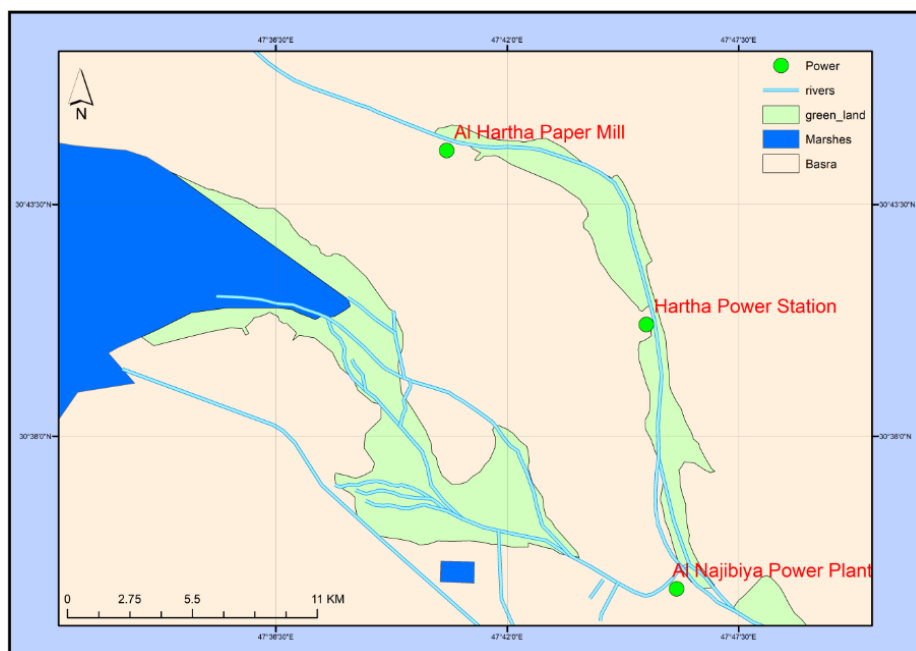 47°36'30"E
47°42'0"E
47°47'30"E
N
Power
rivers
green_land
Marshes
Basra
Al Hartha Paper Mill
30°43'30"N
30°43'30"N
Hartha Power Station
30°38'0"N
30°38'0"N
Al Najibiya Power Plant
0 2.75 5.5 11 KM
47°36'30"E
47°42'0"E
47°47'30"E